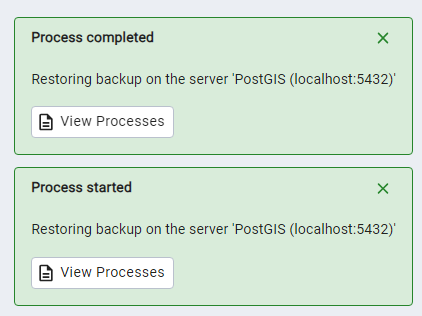 Process completed
Restoring backup on the server 'PostGIS (localhost:5432)'
View Processes
Process started
Restoring backup on the server 'PostGIS (localhost:5432)'
View Processes